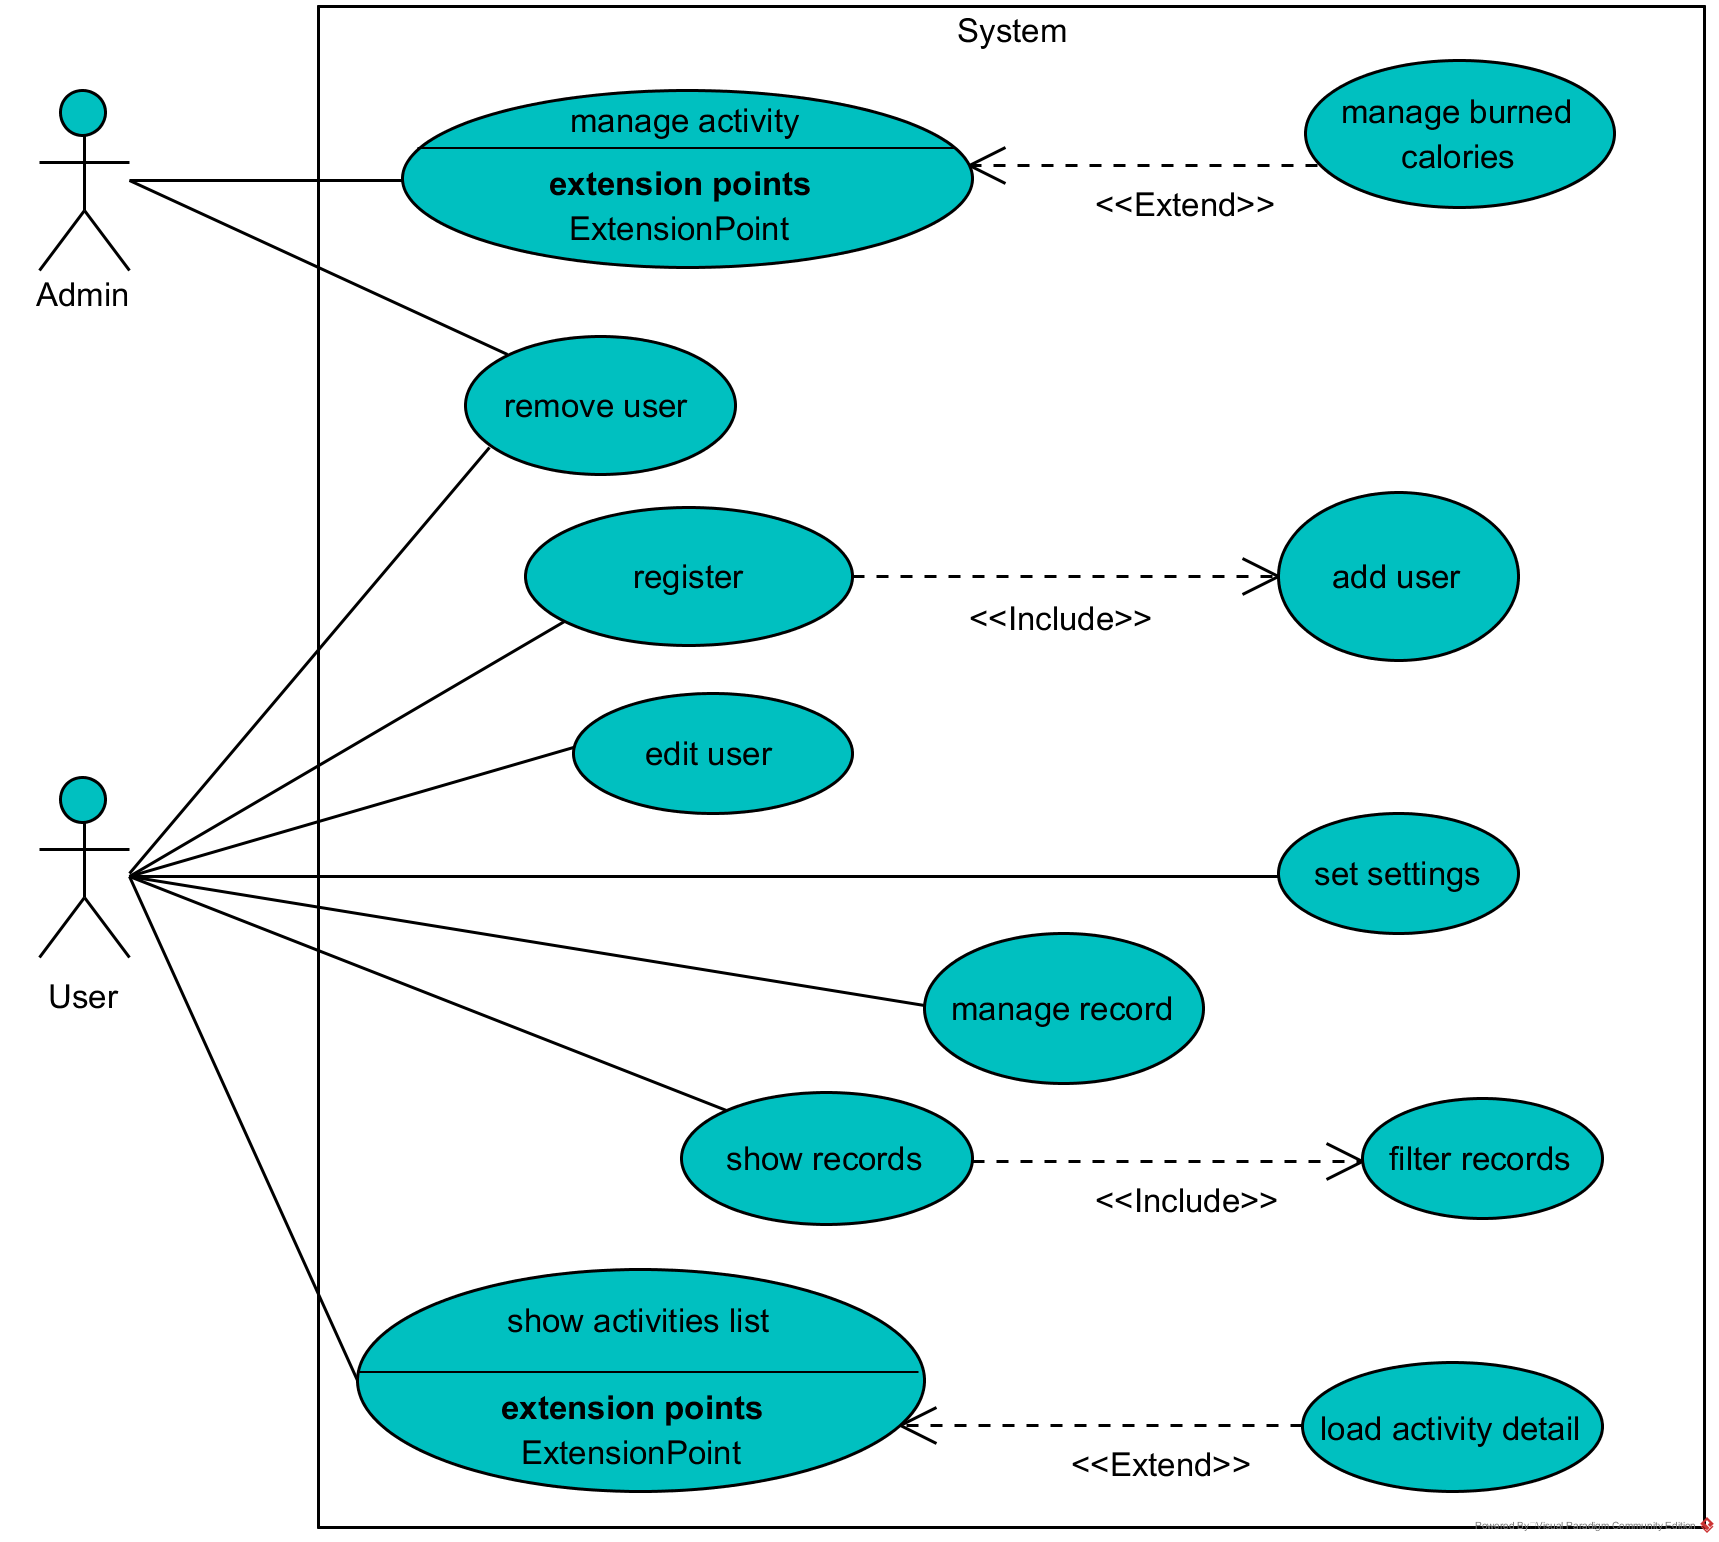 System
manage activity
extension points
ExtensionPoint
manage burned
calories
<<Extend>>
Admin
remove user
register
<<Include>>
add user
edit user
set settings
User
manage record
show records
<<Include>>
filter records
show activities list
extension points
ExtensionPoint
<<Extend>>
load activity detail
Powered By Visual Paradigm Community Edition